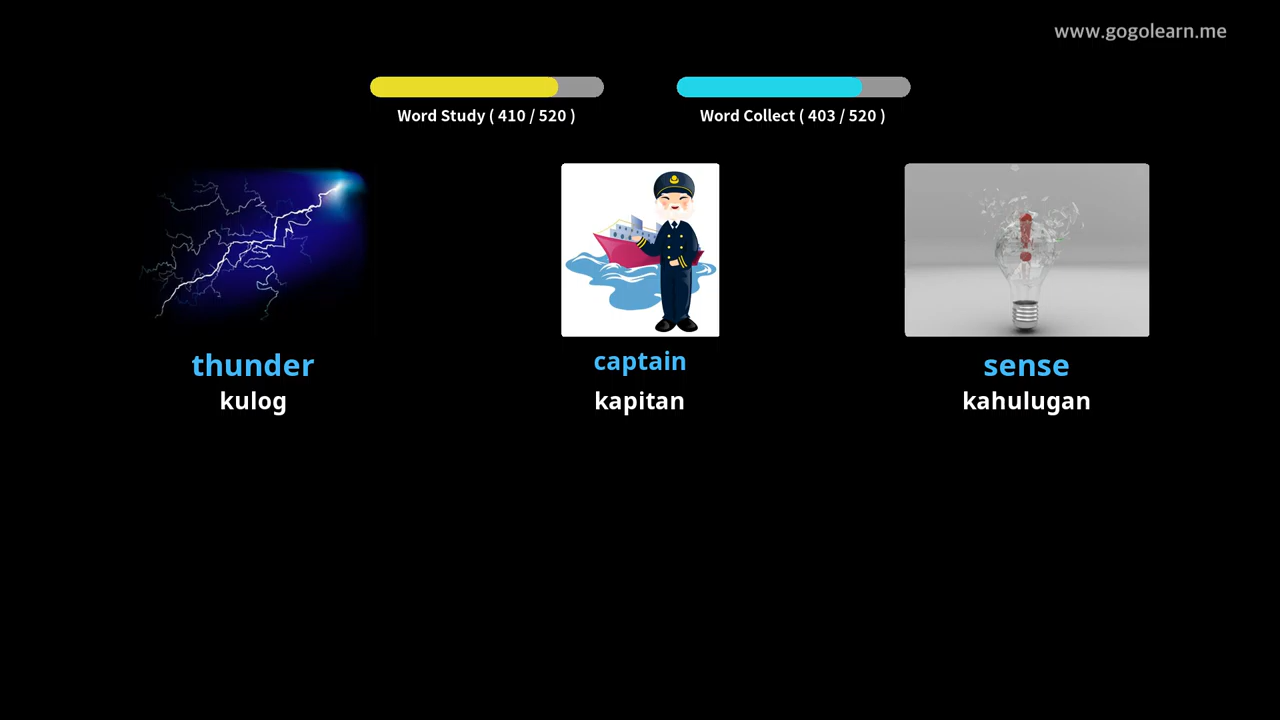 www.gogolearn.me
Word Study ( 410 / 520 )
Word Collect ( 403 / 520 )
thunder
kulog
captain
kapitan
sense
kahulugan